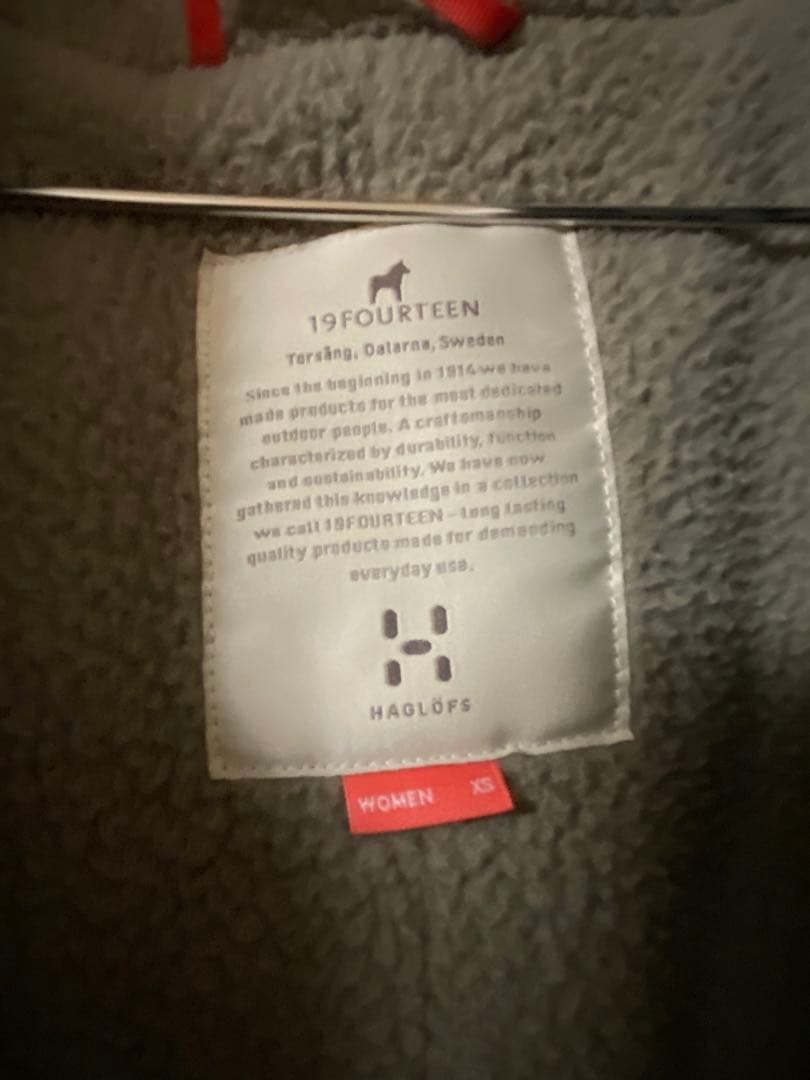 19FOURTEEN
Torsång, Dalarna, Sweden
Since the beginning in 1914 we have
made products for the most dedicated
outdoor people. A craftsmanship
characterized by durability, function
and sustainability. We have now
gathered this knowledge in a collection
we call 19FOURTEEN – Long lasting
quality products made for demanding
everyday use.
HAGLÖFS
WOMEN XS